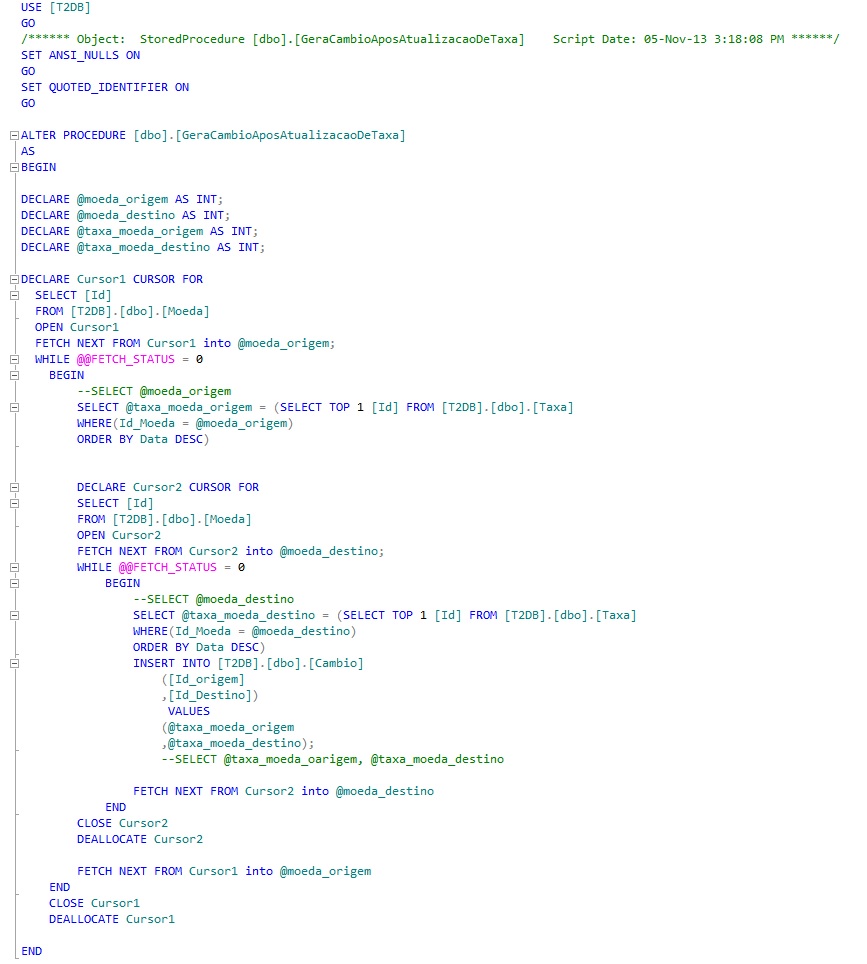 USE [T2DB]
GO
/****** Object:  StoredProcedure [dbo].[GeraCambioAposAtualizacaoDeTaxa]    Script Date: 05-Nov-13 3:18:08 PM ******/
SET ANSI_NULLS ON
GO
SET QUOTED_IDENTIFIER ON
GO
ALTER PROCEDURE [dbo].[GeraCambioAposAtualizacaoDeTaxa]
AS
BEGIN
DECLARE @moeda_origem AS INT;
DECLARE @moeda_destino AS INT;
DECLARE @taxa_moeda_origem AS INT;
DECLARE @taxa_moeda_destino AS INT;
DECLARE Cursor1 CURSOR FOR
SELECT [Id]
FROM [T2DB].[dbo].[Moeda]
OPEN Cursor1
FETCH NEXT FROM Cursor1 into @moeda_origem;
WHILE @@FETCH_STATUS = 0
BEGIN
--SELECT @moeda_origem
SELECT @taxa_moeda_origem = (SELECT TOP 1 [Id] FROM [T2DB].[dbo].[Taxa]
WHERE(Id_Moeda = @moeda_origem)
ORDER BY Data DESC)
DECLARE Cursor2 CURSOR FOR
SELECT [Id]
FROM [T2DB].[dbo].[Moeda]
OPEN Cursor2
FETCH NEXT FROM Cursor2 into @moeda_destino;
WHILE @@FETCH_STATUS = 0
BEGIN
--SELECT @moeda_destino
SELECT @taxa_moeda_destino = (SELECT TOP 1 [Id] FROM [T2DB].[dbo].[Taxa]
WHERE(Id_Moeda = @moeda_destino)
ORDER BY Data DESC)
INSERT INTO [T2DB].[dbo].[Cambio]
([Id_origem]
,[Id_Destino])
VALUES
(@taxa_moeda_origem
,@taxa_moeda_destino);
--SELECT @taxa_moeda_oarigem, @taxa_moeda_destino
FETCH NEXT FROM Cursor2 into @moeda_destino
END
CLOSE Cursor2
DEALLOCATE Cursor2
FETCH NEXT FROM Cursor1 into @moeda_origem
END
CLOSE Cursor1
DEALLOCATE Cursor1
END